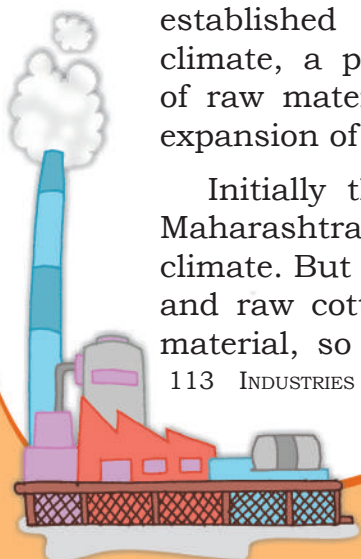 established
climate, a p
of raw mater
expansion of
Initially th
Maharashtra
climate. But
and raw cott
material, so
113 INDUSTRIES